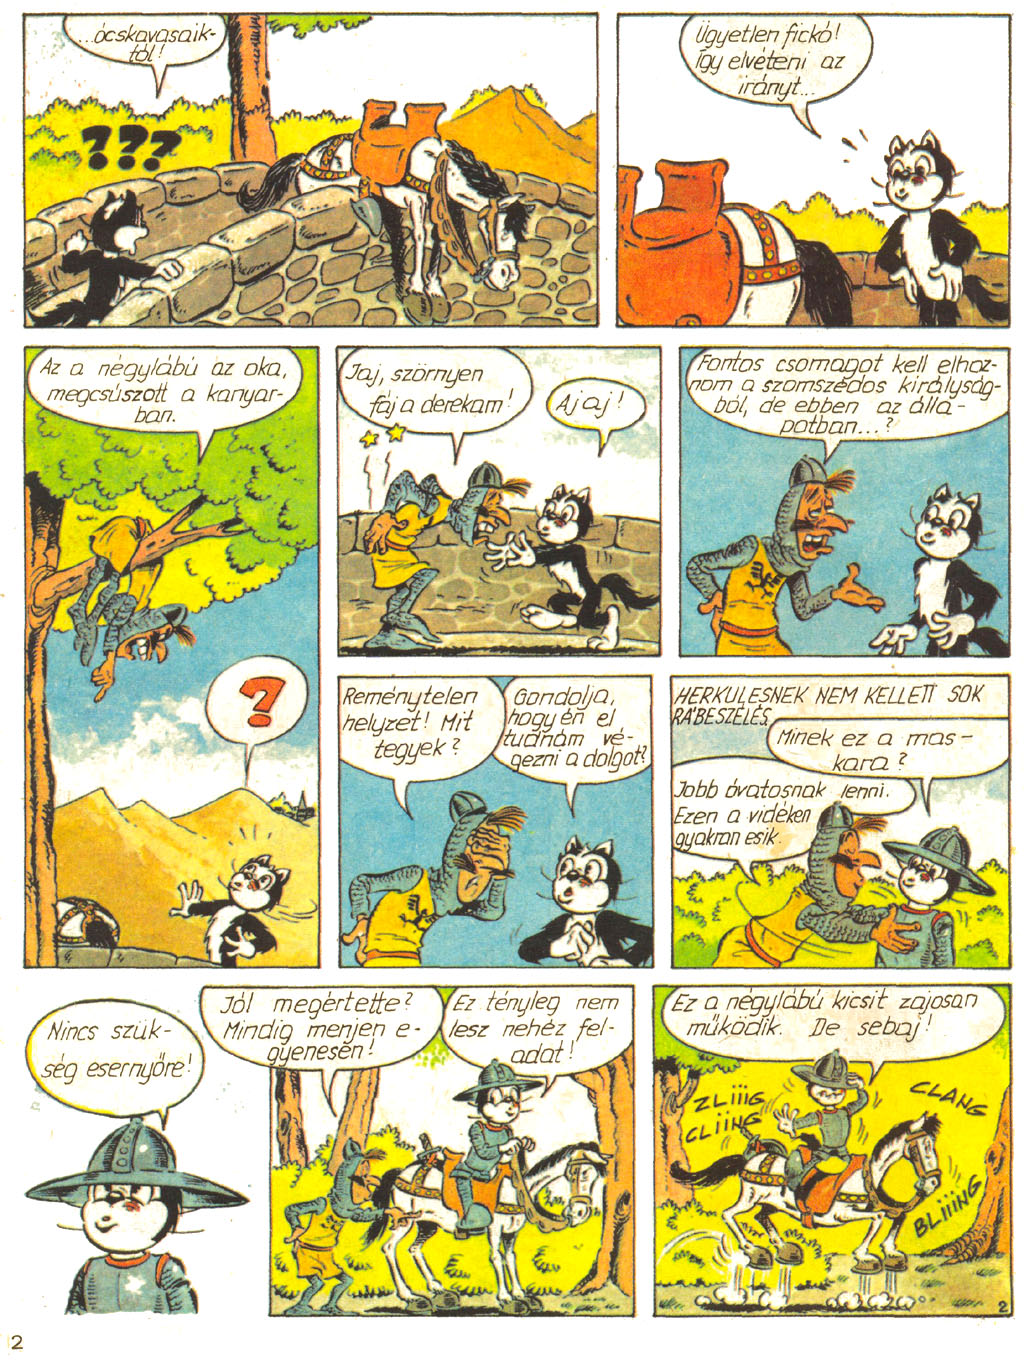 ...ócskavasaik-
tól!
???
Ügyetlen fickó!
Így elvéteni az
irányt...
Az a négylábú az oka,
megcsúszott a kanyar-
ban.
Jaj, szörnyen
fáj a derekam!
Ajaj!
Fontos csomagot kell elhoz-
nom a szomszédos királyság-
ból, de ebben az álla-
potban...?
?
Reménytelen
helyzet! Mit
tegyek?
Gondolja,
hogy én el
tudnám vé-
gezni a dolgot?
HERKULESNEK NEM KELLETT SOK
RÁBESZÉLÉS.
Minek ez a mas-
kara?
Jobb óvatosnak lenni.
Ezen a vidéken
gyakran esik.
Nincs szük-
ség esernyőre!
Jól megértette?
Mindig menjen e-
gyenesen!
Ez tényleg nem
lesz nehéz fel-
adat!
Ez a négylábú kicsit zajosan
működik. De sebaj!
ZLIIIG
CLIING
CLANG
BLIIING
2
2